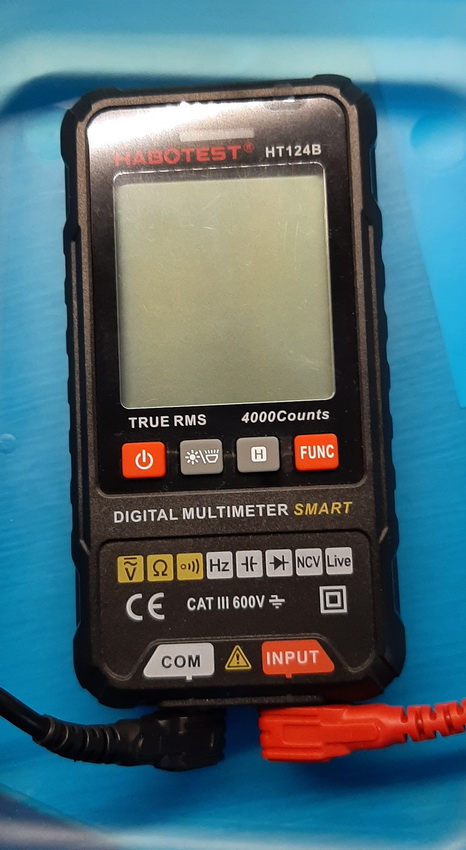 HABOTEST® HT124B
TRUE RMS 4000Counts
H FUNC
DIGITAL MULTIMETER SMART
V Ω Hz NCV Live
CE CAT III 600V
COM INPUT